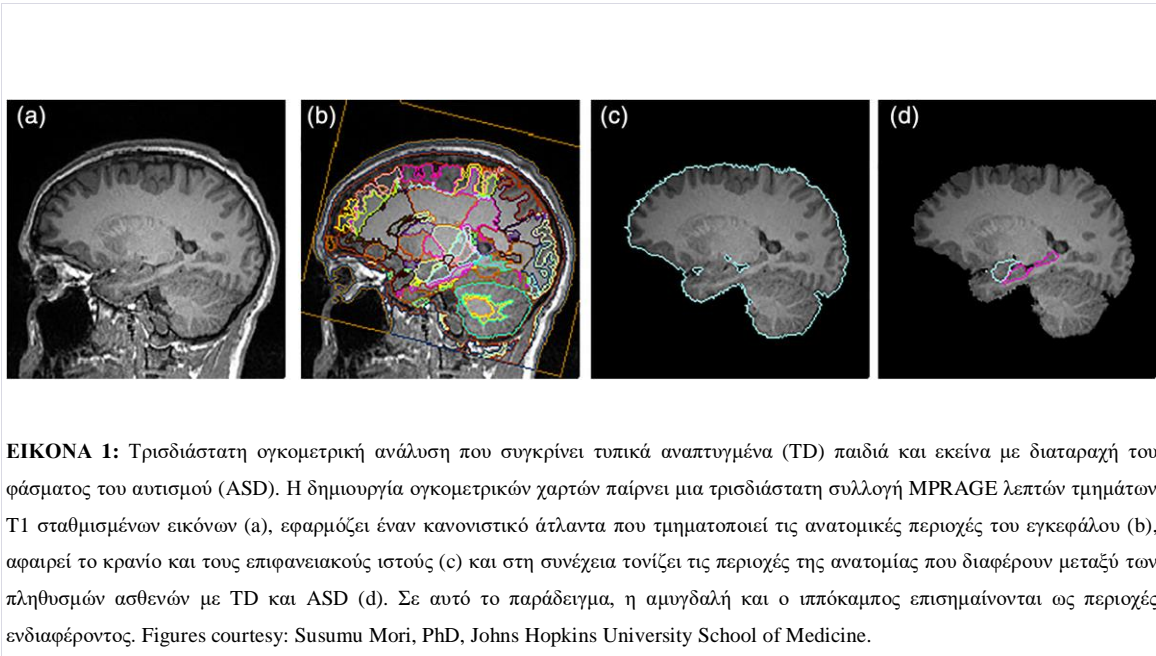 (a) (b) (c) (d)
ΕΙΚΟΝΑ 1: Τρισδιάστατη ογκομετρική ανάλυση που συγκρίνει τυπικά αναπτυγμένα (TD) παιδιά και εκείνα με διαταραχή του
φάσματος του αυτισμού (ASD). Η δημιουργία ογκομετρικών χαρτών παίρνει μια τρισδιάστατη συλλογή MPRAGE λεπτών τμημάτων
Τ1 σταθμισμένων εικόνων (a), εφαρμόζει έναν κανονιστικό άτλαντα που τμηματοποιεί τις ανατομικές περιοχές του εγκεφάλου (b),
αφαιρεί το κρανίο και τους επιφανειακούς ιστούς (c) και στη συνέχεια τονίζει τις περιοχές της ανατομίας που διαφέρουν μεταξύ των
πληθυσμών ασθενών με TD και ASD (d). Σε αυτό το παράδειγμα, η αμυγδαλή και ο ιππόκαμπος επισημαίνονται ως περιοχές
ενδιαφέροντος. Figures courtesy: Susumu Mori, PhD, Johns Hopkins University School of Medicine.